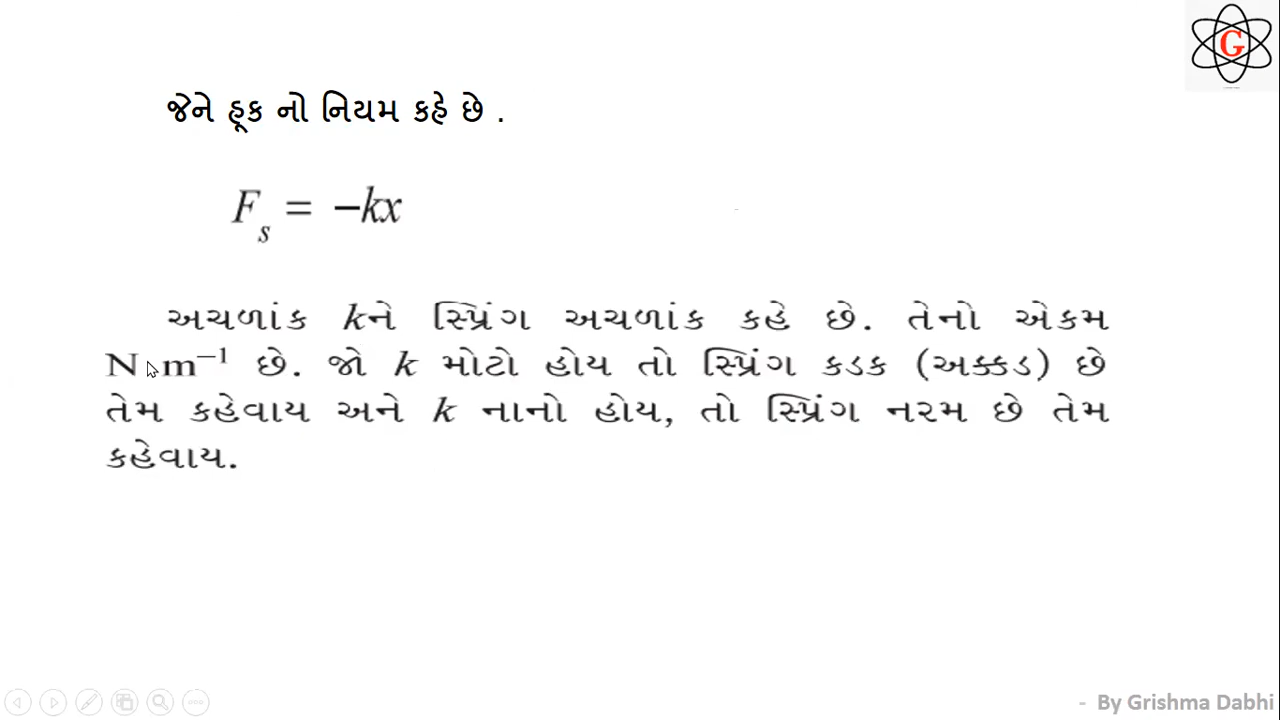 G
જેને હૂક નો નિયમ કહે છે .
Fₛ = −kx
અચળાંક kને સ્પ્રિંગ અચળાંક કહે છે. તેનો એકમ
N m⁻¹ છે. જો k મોટો હોય તો સ્પ્રિંગ કડક (અક્કડ) છે
તેમ કહેવાય અને k નાનો હોય, તો સ્પ્રિંગ નરમ છે તેમ
કહેવાય.
- By Grishma Dabhi